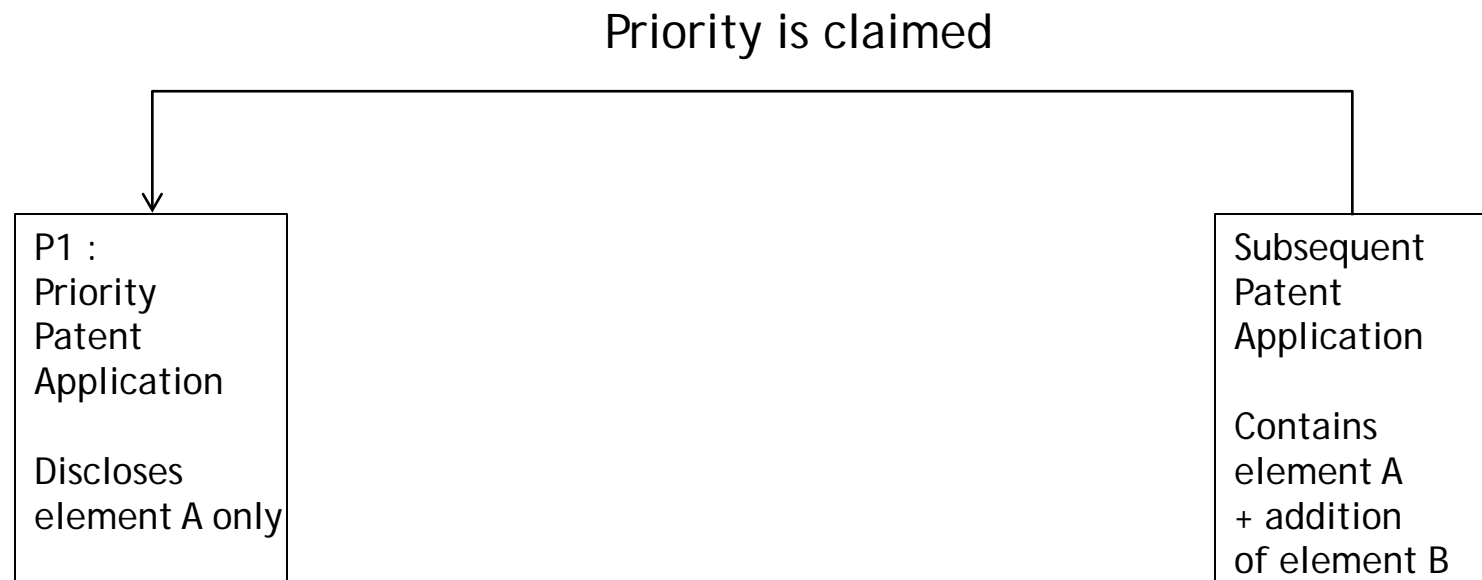 Priority is claimed
P1 :
Priority
Patent
Application
Discloses
element A only
Subsequent
Patent
Application
Contains
element A
+ addition
of element B